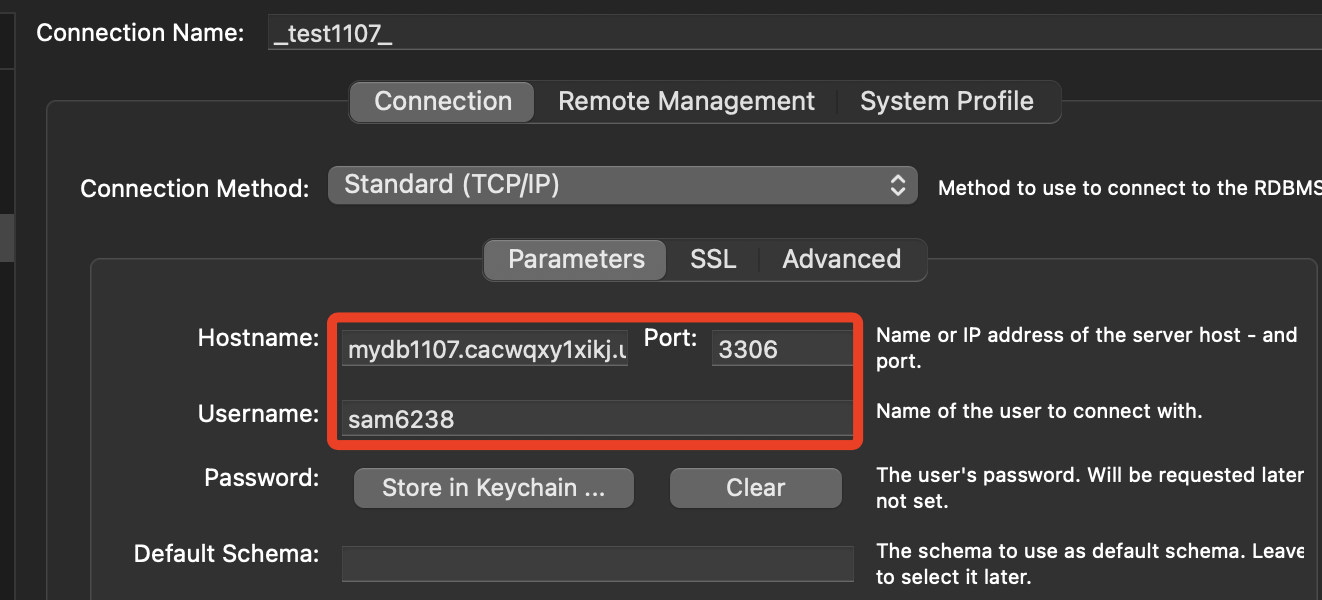 Connection Name: _test1107_
Connection Remote Management System Profile
Connection Method: Standard (TCP/IP) Method to use to connect to the RDBMS
Parameters SSL Advanced
Hostname: mydb1107.cacwqxy1xikj.u Port: 3306 Name or IP address of the server host - and
port.
Username: sam6238 Name of the user to connect with.
Password: Store in Keychain ... Clear The user's password. Will be requested later
not set.
Default Schema: The schema to use as default schema. Leave
to select it later.